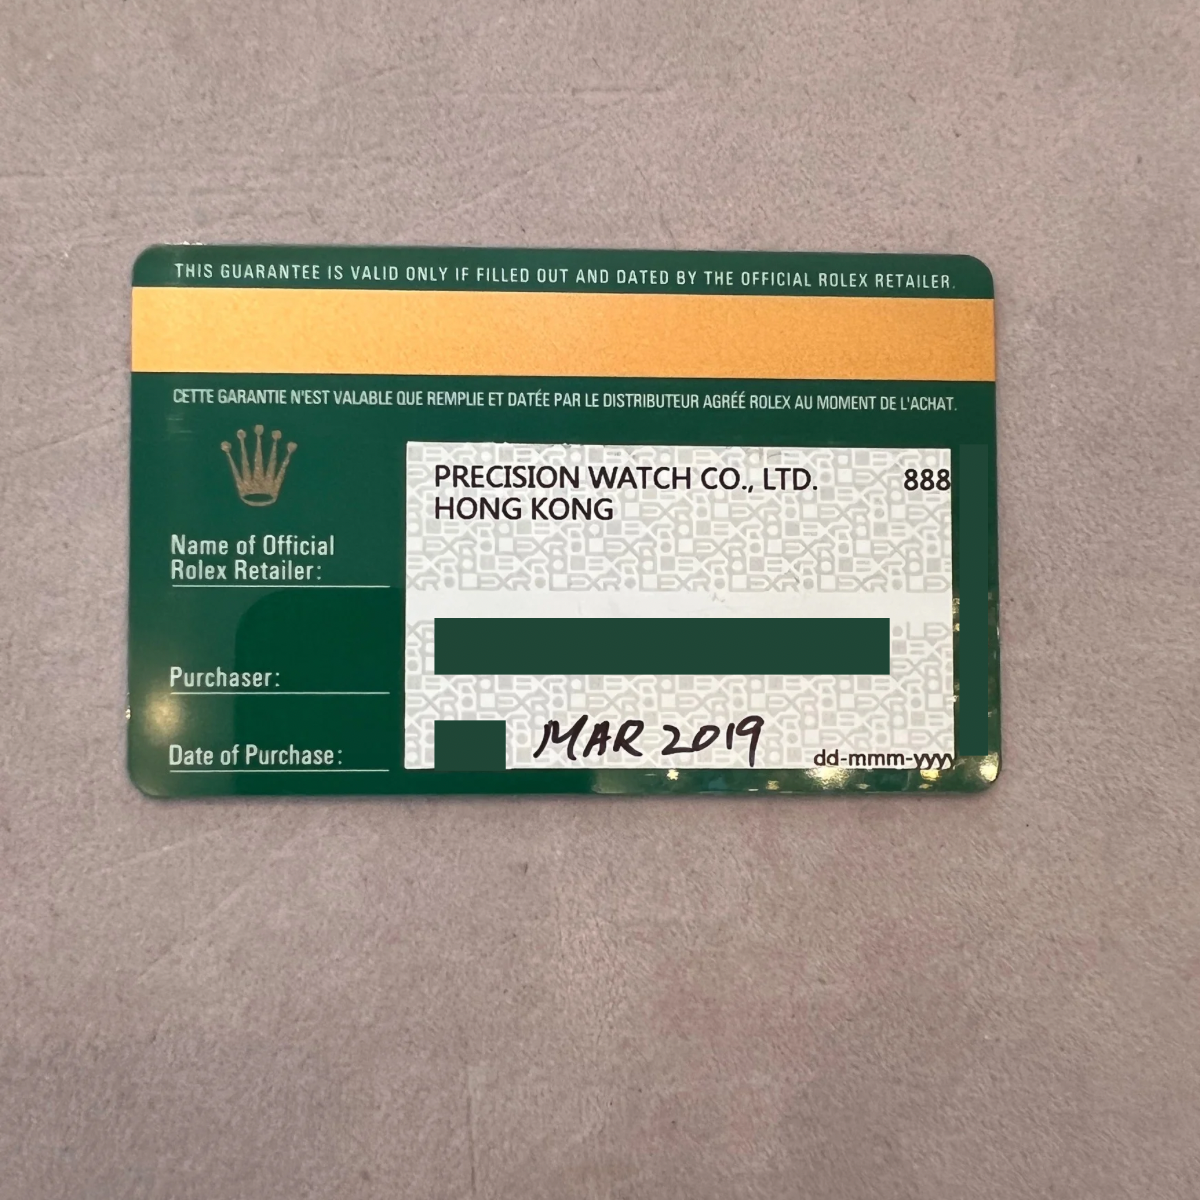 THIS GUARANTEE IS VALID ONLY IF FILLED OUT AND DATED BY THE OFFICIAL ROLEX RETAILER.
CETTE GARANTIE N'EST VALABLE QUE REMPLIE ET DATÉE PAR LE DISTRIBUTEUR AGRÉÉ ROLEX AU MOMENT DE L'ACHAT.
PRECISION WATCH CO., LTD. 888
HONG KONG
Name of Official
Rolex Retailer:
Purchaser:
Date of Purchase: MAR 2019
dd-mmm-yyyy